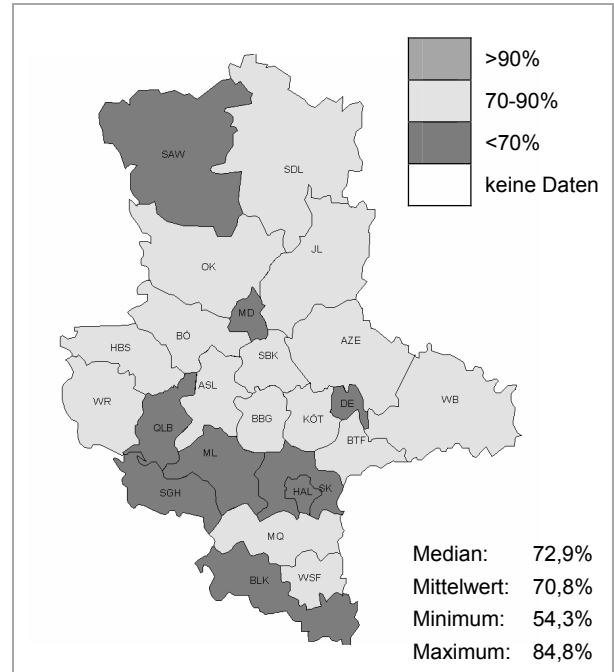 >90%
70-90%
<70%
keine Daten
SAW
SDL
JL
OK
MD
BÖ
AZE
HBS
SBK
ASL
WR
DE
WB
QLB
BBG
KÖT
BTF
ML
SGH
HAL
SK
MQ
BLK
WSF
Median: 72,9%
Mittelwert: 70,8%
Minimum: 54,3%
Maximum: 84,8%